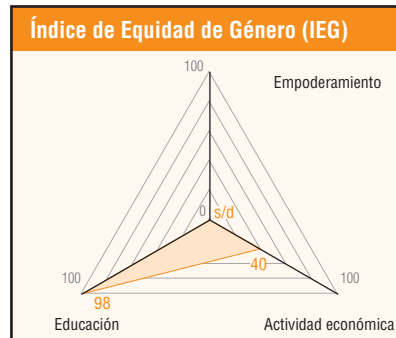 Índice de Equidad de Género (IEG)
100
Empoderamiento
0
s/d
40
100
100
98
Educación
Actividad económica